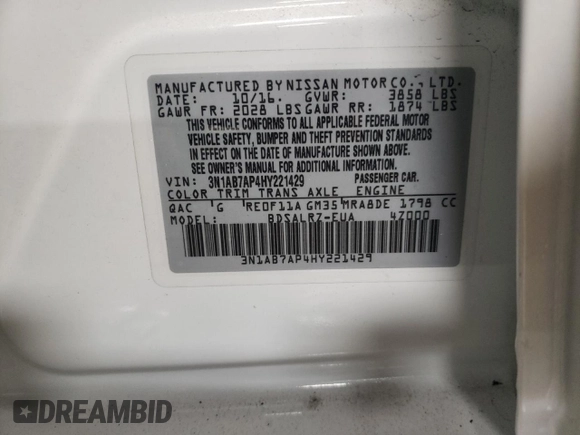 MANUFACTURED BY NISSAN MOTOR CO., LTD.
DATE: 10/16. GVWR: 3858 LBS
GAWR FR: 2028 LBS GAWR RR: 1874 LBS
THIS VEHICLE CONFORMS TO ALL APPLICABLE FEDERAL MOTOR
VEHICLE SAFETY, BUMPER AND THEFT PREVENTION STANDARDS
IN EFFECT ON THE DATE OF MANUFACTURE SHOWN ABOVE.
SEE OWNER'S MANUAL FOR ADDITIONAL INFORMATION.
VIN: 3N1AB7AP4HY221429 PASSENGER CAR.
COLOR TRIM TRANS AXLE ENGINE
QAC G RE0F11A GM35 MRA8DE 1798 CC
MODEL: BDSALRZ-EUA 4Z000
3N1AB7AP4HY221429
DREAMBID